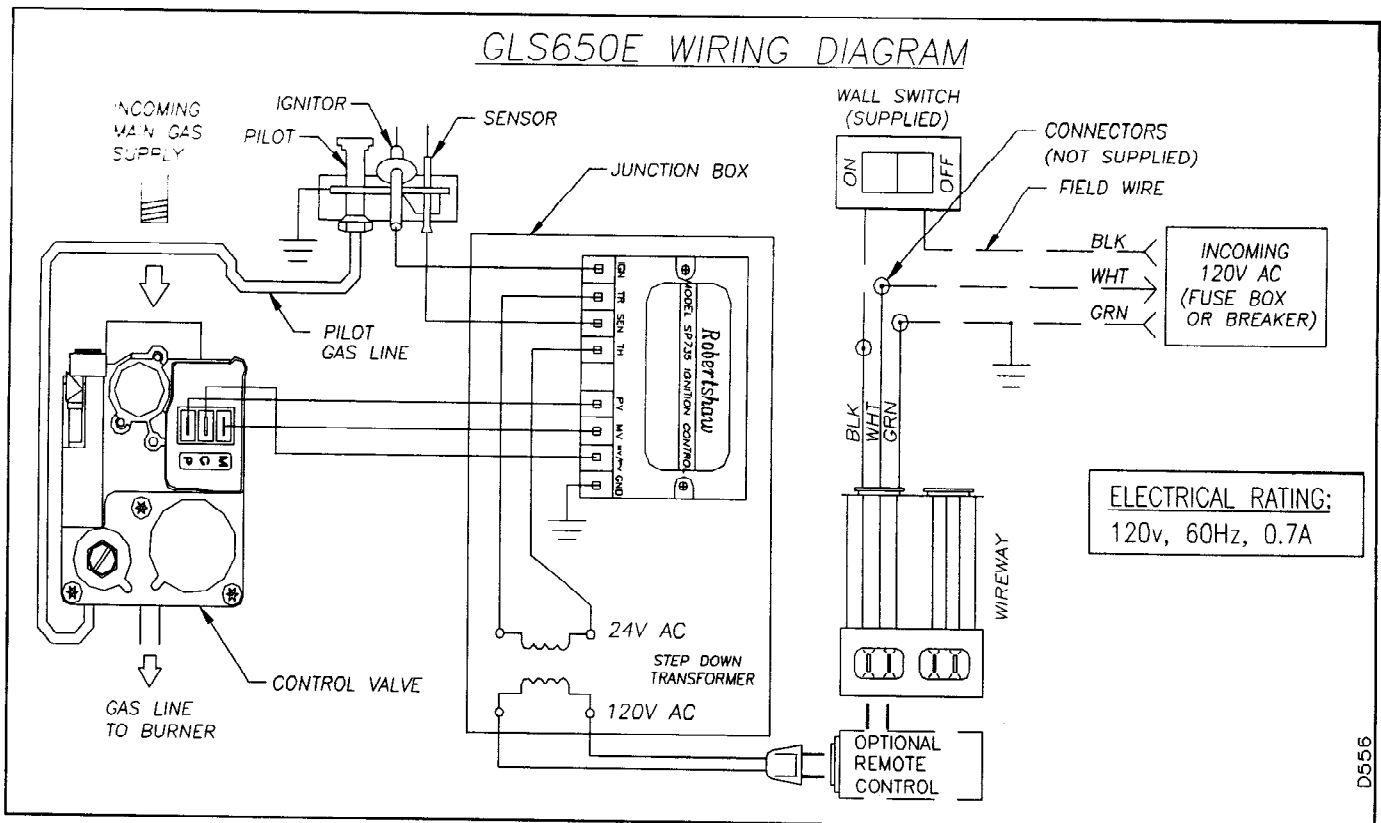 GLS650E WIRING DIAGRAM
INCOMING
MAIN GAS
SUPPLY
IGNITOR
PILOT
SENSOR
JUNCTION BOX
WALL SWITCH
(SUPPLIED)
ON
OFF
CONNECTORS
(NOT SUPPLIED)
FIELD WIRE
BLK
WHT
GRN
INCOMING
120V AC
(FUSE BOX
OR BREAKER)
PILOT
GAS LINE
IGN
TR
SEN
TH
PV
MV
MV/PV
GND
Robertshaw
MODEL SP735 IGNITION CONTROL
M
C
P
BLK
WHT
GRN
WIREWAY
ELECTRICAL RATING:
120v, 60Hz, 0.7A
24V AC
STEP DOWN
TRANSFORMER
120V AC
CONTROL VALVE
GAS LINE
TO BURNER
OPTIONAL
REMOTE
CONTROL
D556